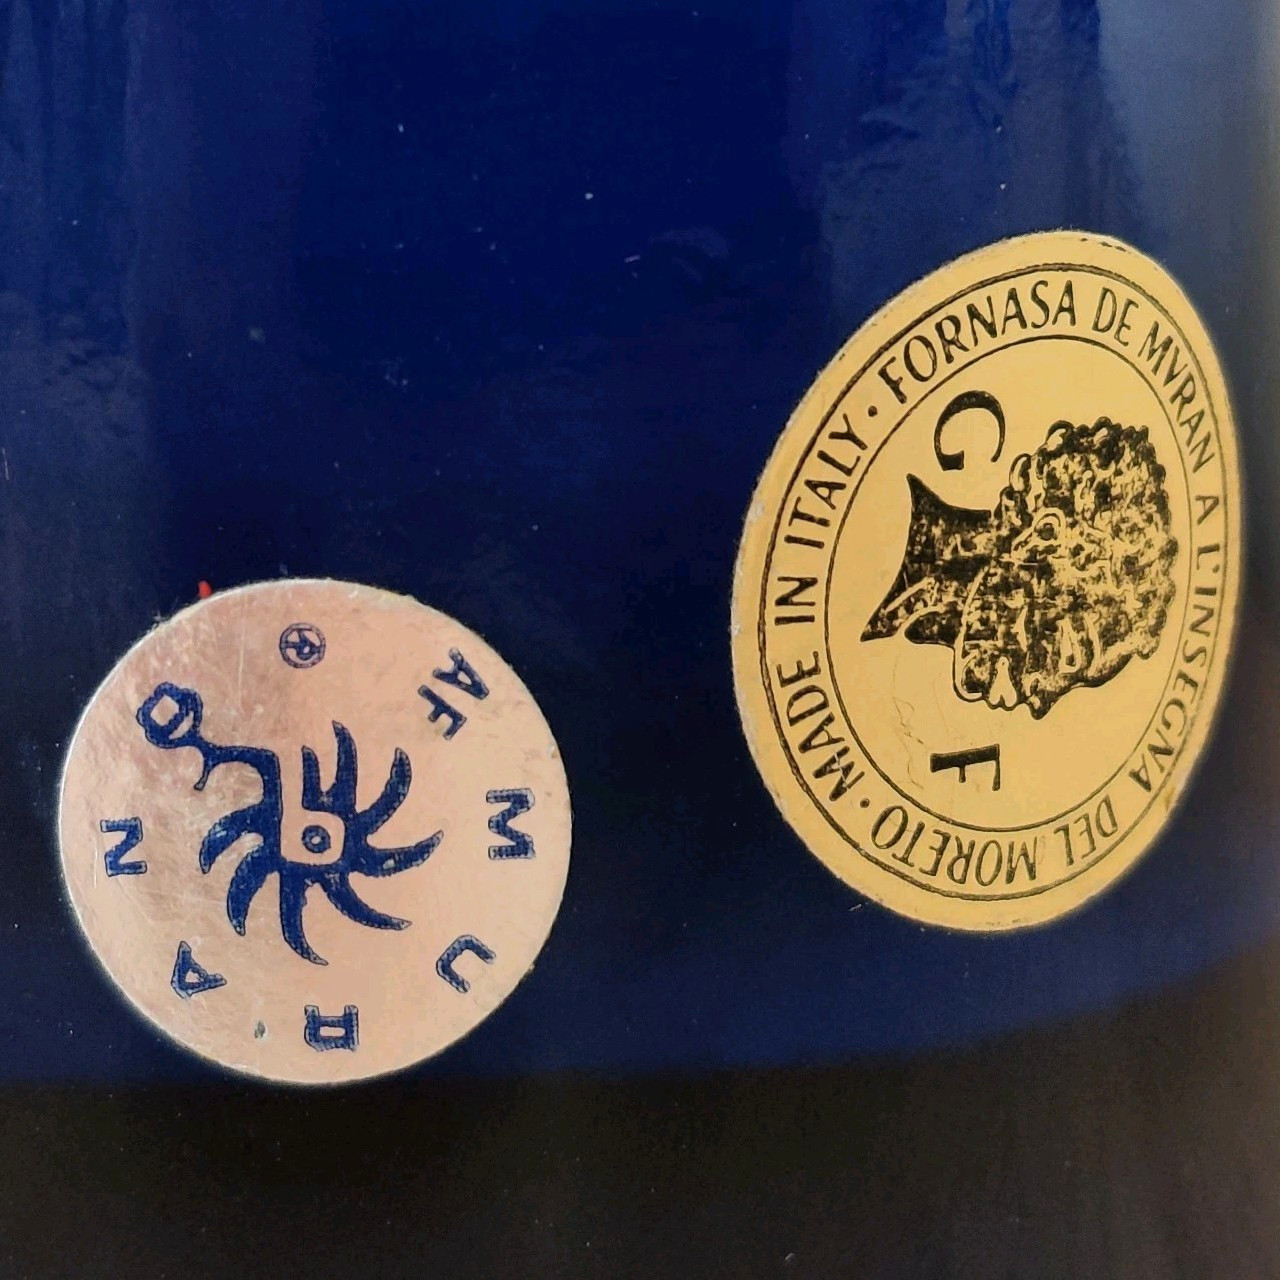 AF MURANO ®
FORNASA DE MVRAN A L'INSEGNA DEL MORETO · MADE IN ITALY ·
G F